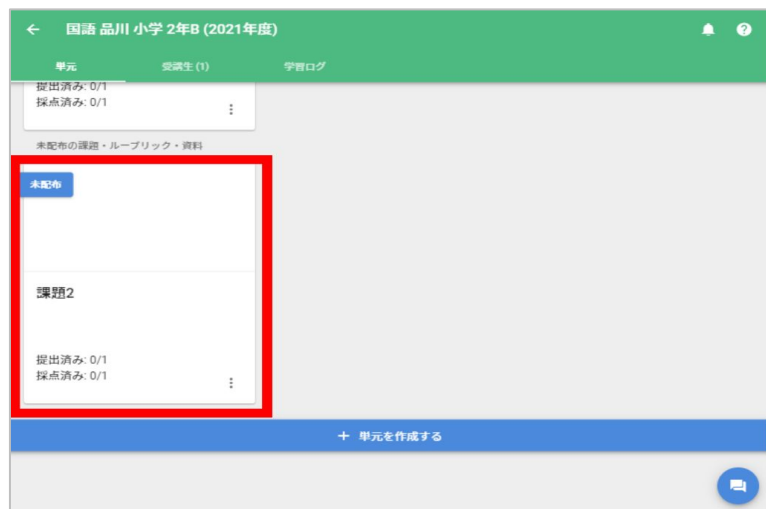 国語 品川 小学 2年B (2021年度)
単元 受講生 (1) 学習ログ
提出済み: 0/1
採点済み: 0/1
未配布の課題・ルーブリック・資料
未配布
課題2
提出済み: 0/1
採点済み: 0/1
+ 単元を作成する